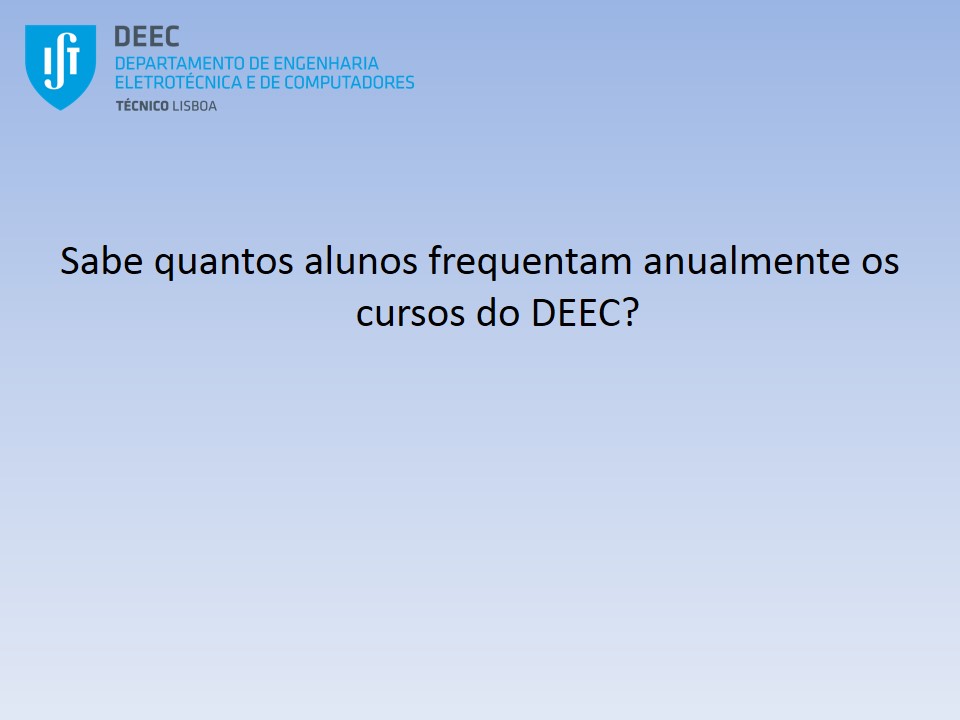 IST
DEEC
DEPARTAMENTO DE ENGENHARIA
ELETROTÉCNICA E DE COMPUTADORES
TÉCNICO LISBOA
Sabe quantos alunos frequentam anualmente os
cursos do DEEC?